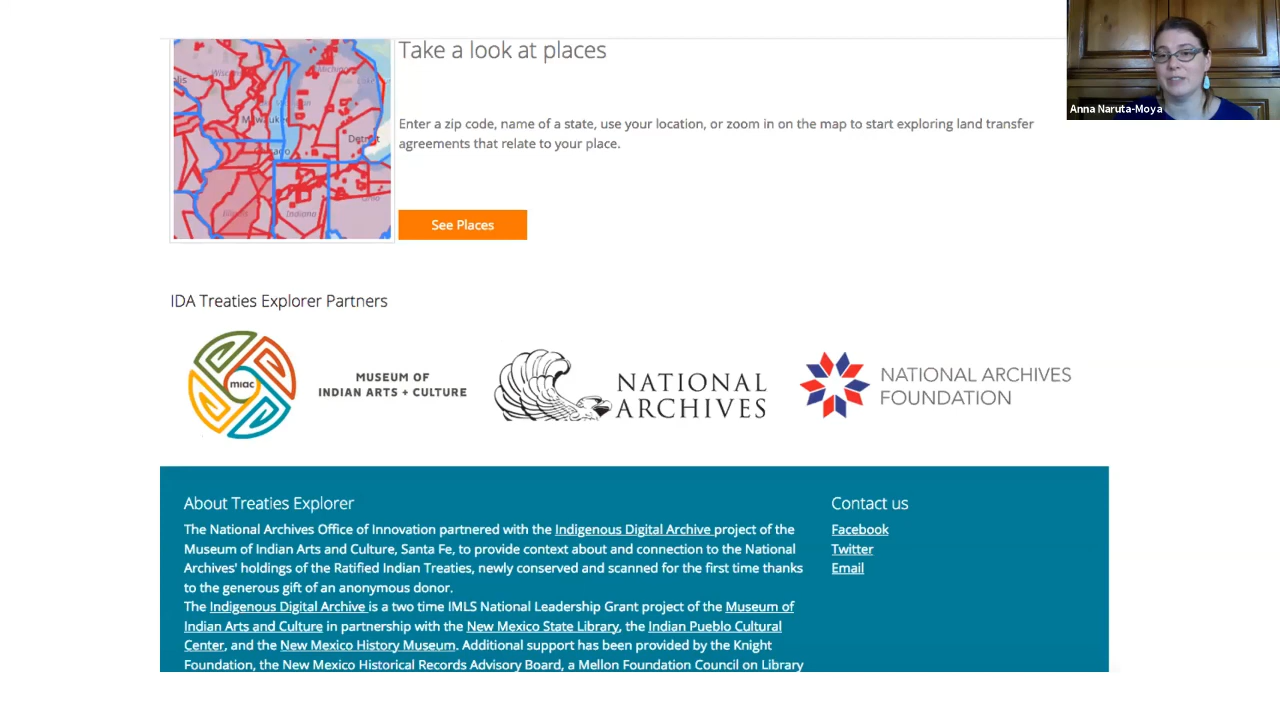 Take a look at places
Enter a zip code, name of a state, use your location, or zoom in on the map to start exploring land transfer
agreements that relate to your place.
See Places
Anna Naruta-Moya
Milwaukee
Detroit
Illinois
Indiana
IDA Treaties Explorer Partners
miac
MUSEUM OF
INDIAN ARTS + CULTURE
NATIONAL
ARCHIVES
NATIONAL ARCHIVES
FOUNDATION
About Treaties Explorer
The National Archives Office of Innovation partnered with the Indigenous Digital Archive project of the
Museum of Indian Arts and Culture, Santa Fe, to provide context about and connection to the National
Archives' holdings of the Ratified Indian Treaties, newly conserved and scanned for the first time thanks
to the generous gift of an anonymous donor.
The Indigenous Digital Archive is a two time IMLS National Leadership Grant project of the Museum of
Indian Arts and Culture in partnership with the New Mexico State Library, the Indian Pueblo Cultural
Center, and the New Mexico History Museum. Additional support has been provided by the Knight
Foundation, the New Mexico Historical Records Advisory Board, a Mellon Foundation Council on Library
Contact us
Facebook
Twitter
Email